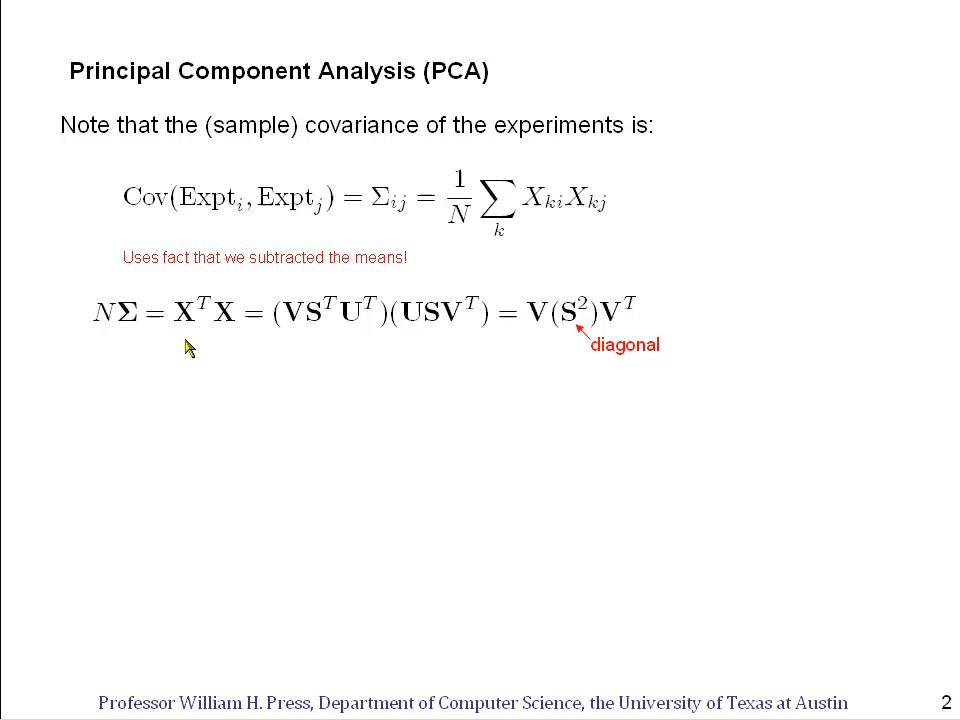 Principal Component Analysis (PCA)
Note that the (sample) covariance of the experiments is:
Cov(Expt_i, Expt_j) = Σ_ij = 1/N ∑_k X_ki X_kj
Uses fact that we subtracted the means!
NΣ = X^T X = (VS^T U^T)(USV^T) = V(S^2)V^T
diagonal
Professor William H. Press, Department of Computer Science, the University of Texas at Austin
2